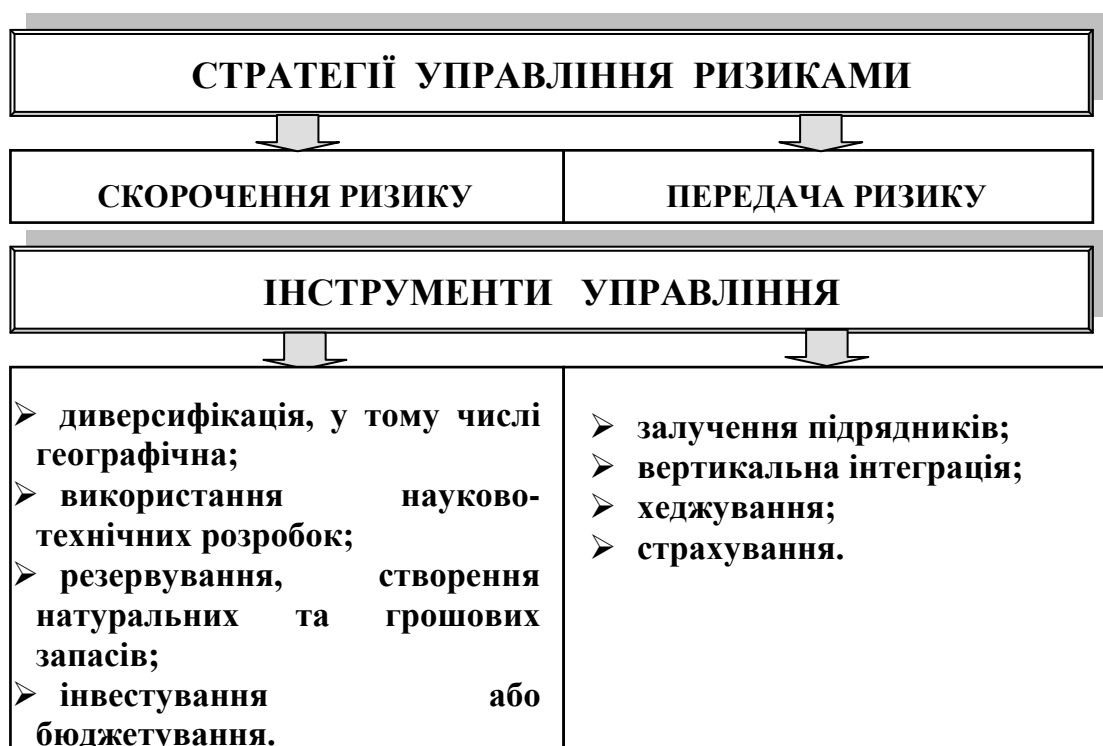 СТРАТЕГІЇ УПРАВЛІННЯ РИЗИКАМИ
СКОРОЧЕННЯ РИЗИКУ
ПЕРЕДАЧА РИЗИКУ
ІНСТРУМЕНТИ УПРАВЛІННЯ
➢ диверсифікація, у тому числі
географічна;
➢ використання науково-
технічних розробок;
➢ резервування, створення
натуральних та грошових
запасів;
➢ інвестування або
бюджетування.
➢ залучення підрядників;
➢ вертикальна інтеграція;
➢ хеджування;
➢ страхування.